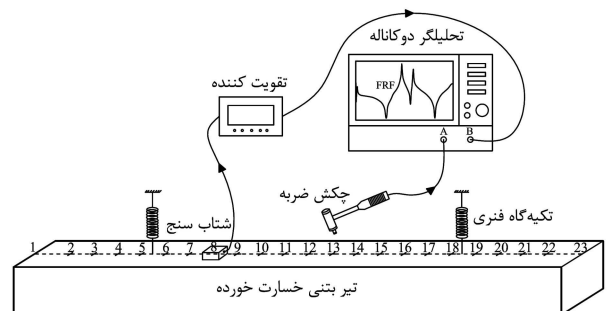 تحلیلگر دوکاناله
تقویت کننده
FRF
A B
چکش ضربه
تکیه‌گاه فنری
شتاب سنج
1 2 3 4 5 6 7 8 9 10 11 12 13 14 15 16 17 18 19 20 21 22 23
تیر بتنی خسارت خورده